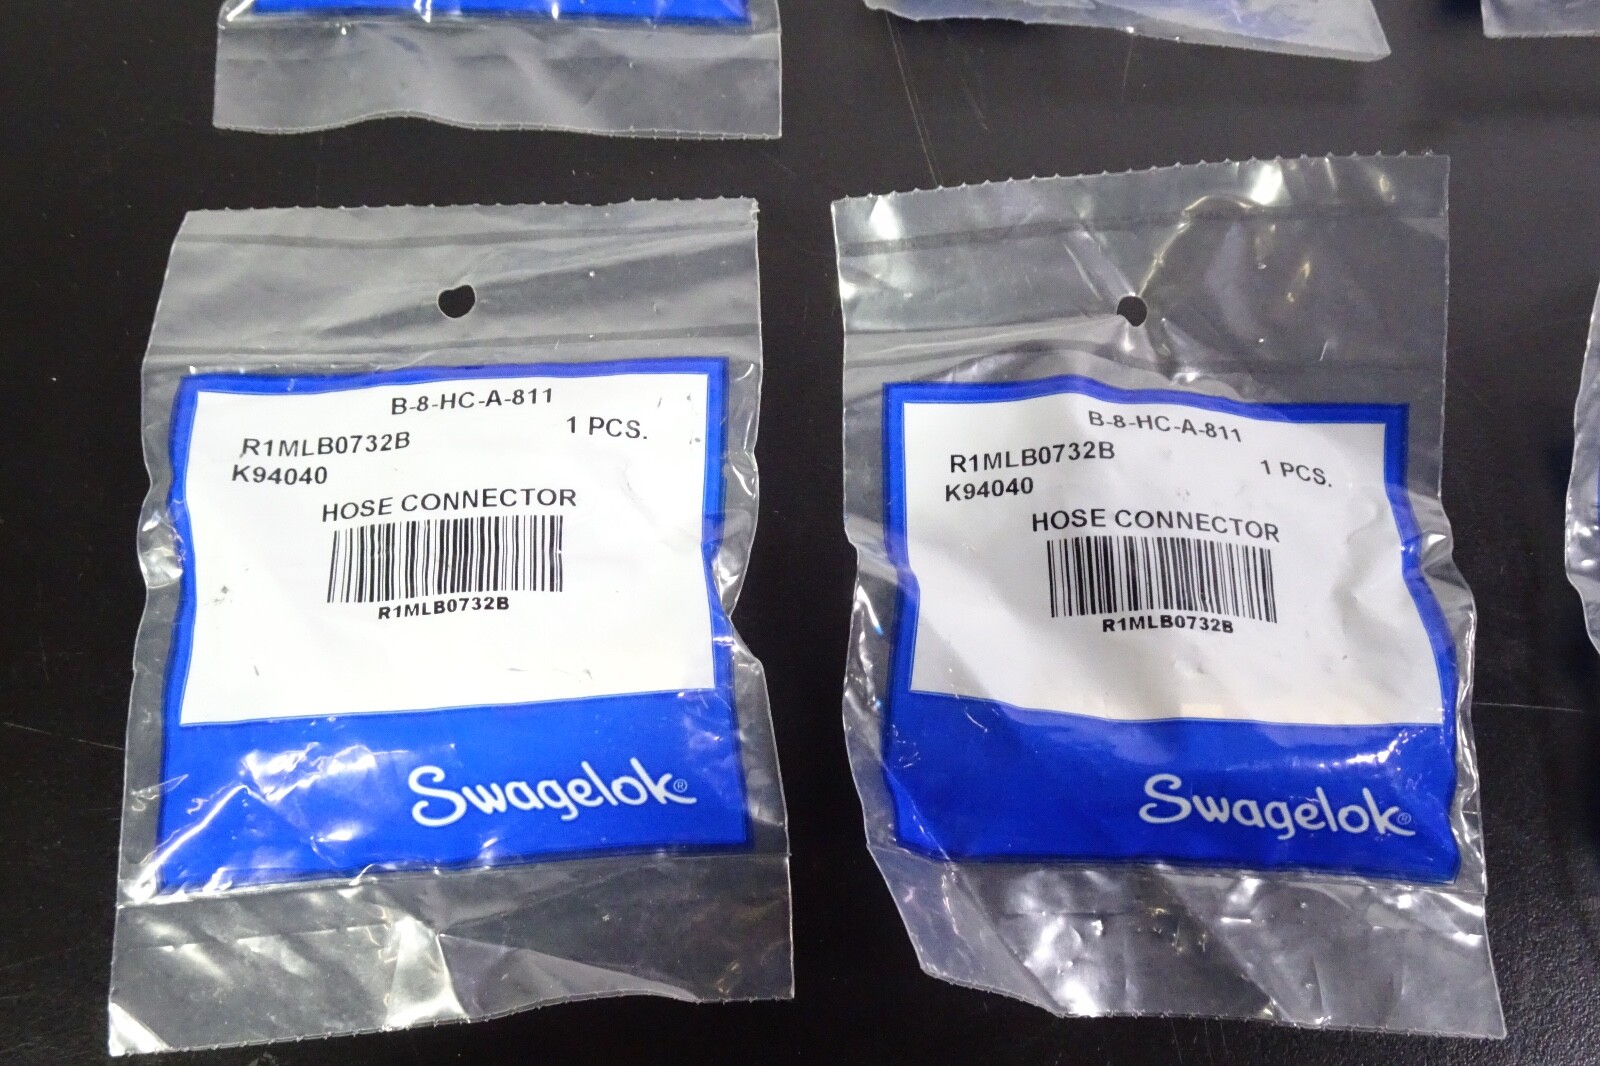 B-8-HC-A-811
1 PCS.
R1MLB0732B
K94040
HOSE CONNECTOR
R1MLB0732B
Swagelok®
B-8-HC-A-811
R1MLB0732B
1 PCS.
K94040
HOSE CONNECTOR
R1MLB0732B
Swagelok®